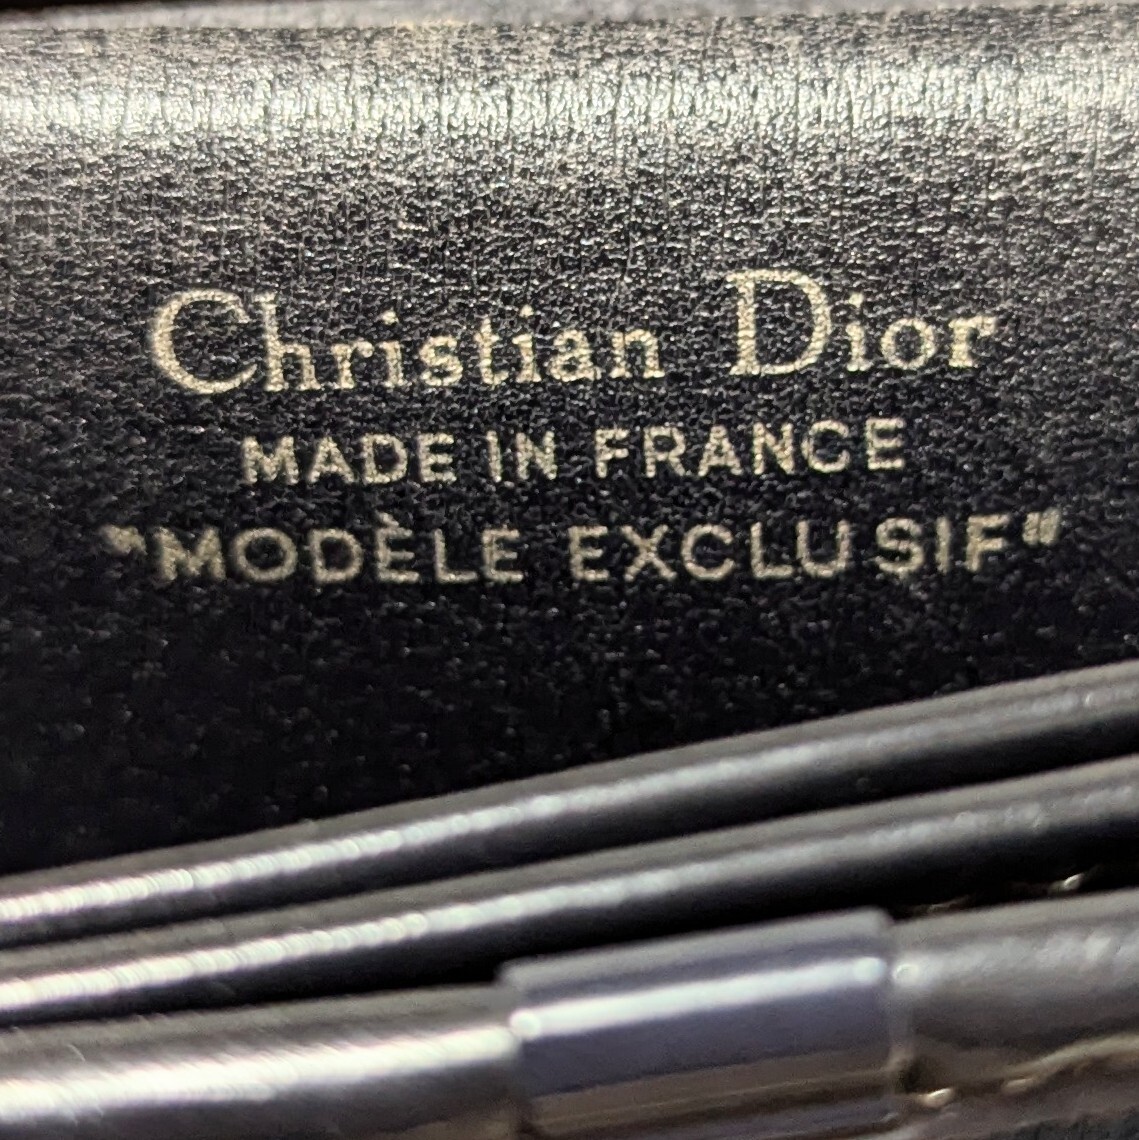 Christian Dior
MADE IN FRANCE
"MODÈLE EXCLUSIF"